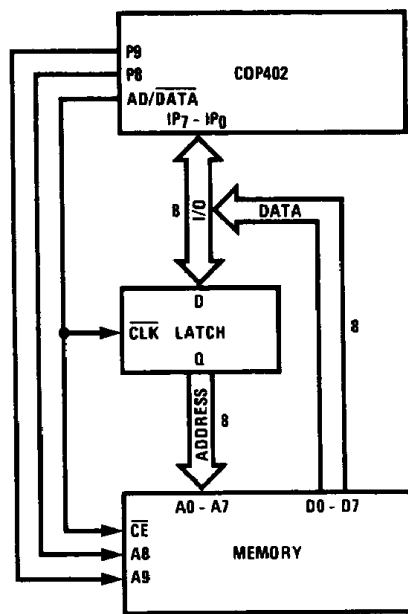 P9
P8
COP402
AD/DATA
IP7 - IP0
8
I/O
DATA
8
D
CLK LATCH
Q
ADDRESS
8
A0 - A7 D0 - D7
CE
A8
MEMORY
A9